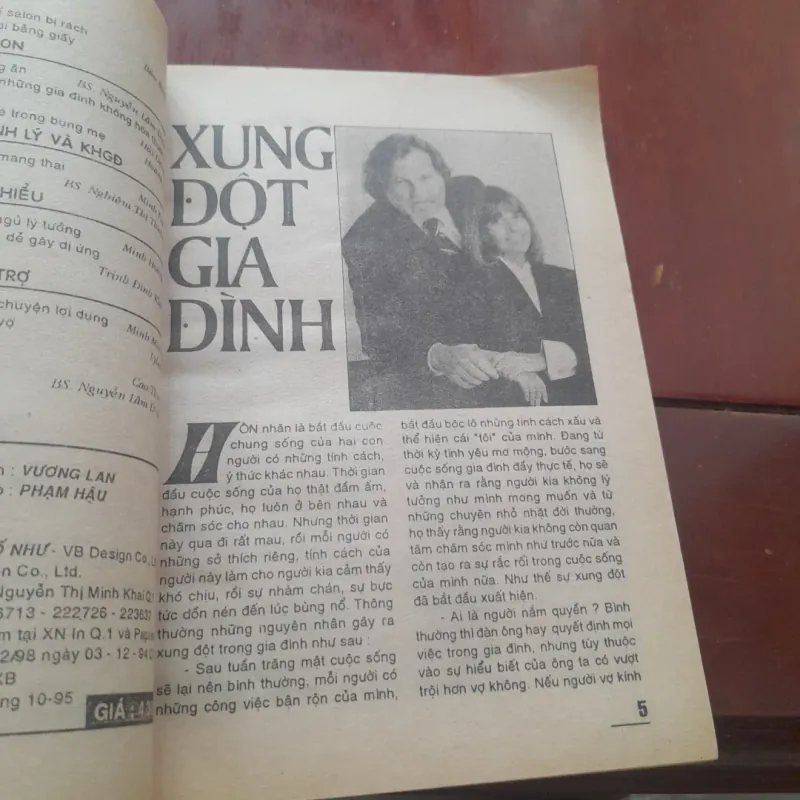 salon bị rách
bằng giấy
ON
BS. Nguyễn Lâm
những gia đình không hòa
trong bụng mẹ
LÝ VÀ KHGĐ
mang thai
BS. Nghiêm Thị
HIỂU
ngủ lý tưởng
dễ gây dị ứng
Minh
Trịnh Đình
TRỢ
chuyện lợi dụng
vợ
Minh
Cao
BS. Nguyễn Lâm
: VƯƠNG LAN
: PHẠM HẬU
NHƯ - VB Design Co.,
Co., Ltd.
Nguyễn Thị Minh Khai Q
6713 - 222726 - 22363
tại XN In Q.1 và
2/98 ngày 03 - 12 - 94
XB
10-95
GIÁ
XUNG
ĐỘT
GIA
ĐÌNH
HÔN nhân là bắt đầu cuộc
chung sống của hai con
người có những tính cách,
ý thức khác nhau. Thời gian
đầu cuộc sống của họ thật đầm ấm,
hạnh phúc, họ luôn ở bên nhau và
chăm sóc cho nhau. Nhưng thời gian
này qua đi rất mau, rồi mỗi người có
những sở thích riêng, tính cách của
người này làm cho người kia cảm thấy
khó chịu, rồi sự nhàm chán, sự bực
tức dồn nén đến lúc bùng nổ. Thông
thường những nguyên nhân gây ra
xung đột trong gia đình như sau :
- Sau tuần trăng mật cuộc sống
sẽ lại nên bình thường, mỗi người có
những công việc bận rộn của mình,
bắt đầu bộc lộ những tính cách xấu và
thể hiện cái "tôi" của mình. Đang từ
thời kỳ tình yêu mơ mộng, bước sang
cuộc sống gia đình đầy thực tế, họ sẽ
và nhận ra rằng người kia không lý
tưởng như mình mong muốn và từ
những chuyện nhỏ nhặt đời thường,
họ thấy rằng người kia không còn quan
tâm chăm sóc mình như trước nữa và
còn tạo ra sự rắc rối trong cuộc sống
của mình nữa. Như thế sự xung đột
đã bắt đầu xuất hiện.
- Ai là người nắm quyền ? Bình
thường thì đàn ông hay quyết định mọi
việc trong gia đình, nhưng tùy thuộc
vào sự hiểu biết của ông ta có vượt
trội hơn vợ không. Nếu người vợ kính
5